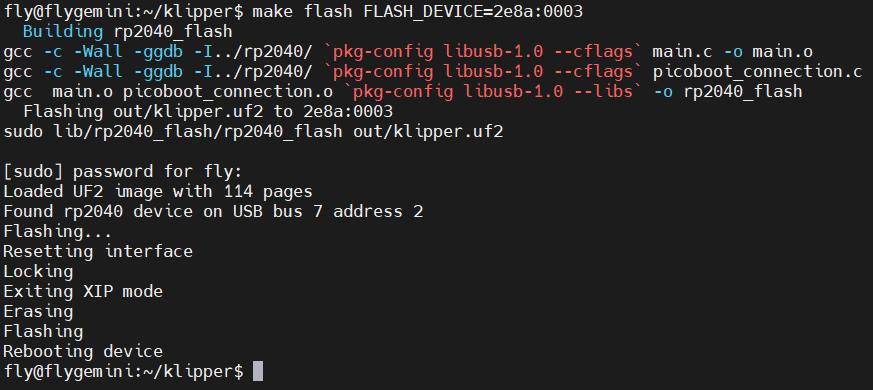 fly@flygemini:~/klipper$ make flash FLASH_DEVICE=2e8a:0003
  Building rp2040_flash
gcc -c -Wall -ggdb -I../rp2040/ `pkg-config libusb-1.0 --cflags` main.c -o main.o
gcc -c -Wall -ggdb -I../rp2040/ `pkg-config libusb-1.0 --cflags` picoboot_connection.c
gcc  main.o picoboot_connection.o `pkg-config libusb-1.0 --libs` -o rp2040_flash
  Flashing out/klipper.uf2 to 2e8a:0003
sudo lib/rp2040_flash/rp2040_flash out/klipper.uf2
[sudo] password for fly:
Loaded UF2 image with 114 pages
Found rp2040 device on USB bus 7 address 2
Flashing...
Resetting interface
Locking
Exiting XIP mode
Erasing
Flashing
Rebooting device
fly@flygemini:~/klipper$